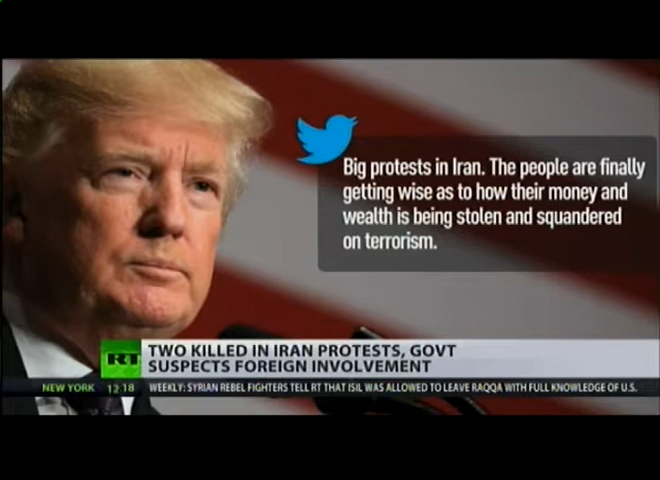 Big protests in Iran. The people are finally
getting wise as to how their money and
wealth is being stolen and squandered
on terrorism.
RT
TWO KILLED IN IRAN PROTESTS, GOVT
SUSPECTS FOREIGN INVOLVEMENT
NEW YORK 12:18 WEEKLY: SYRIAN REBEL FIGHTERS TELL RT THAT ISIL WAS ALLOWED TO LEAVE RAQQA WITH FULL KNOWLEDGE OF U.S.